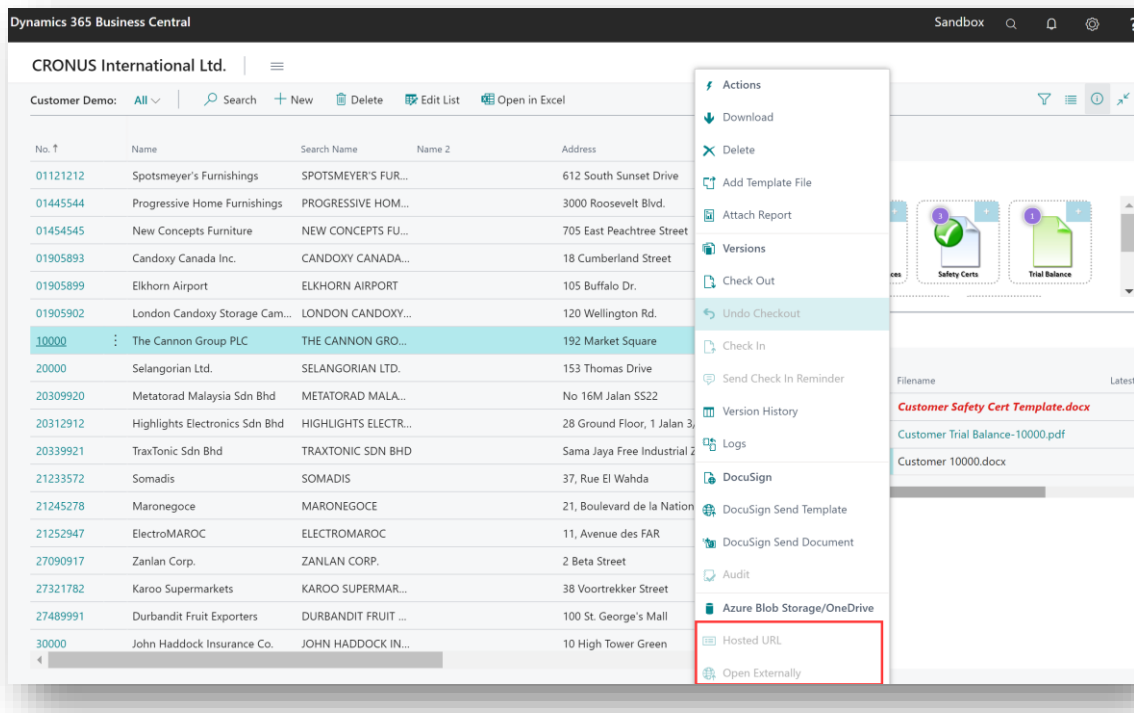 Dynamics 365 Business Central
Sandbox
?
CRONUS International Ltd.
Customer Demo: All Search New Delete Edit List Open in Excel
No. ↑ Name Search Name Name 2 Address
01121212 Spotsmeyer's Furnishings SPOTSMEYER'S FUR... 612 South Sunset Drive
01445544 Progressive Home Furnishings PROGRESSIVE HOM... 3000 Roosevelt Blvd.
01454545 New Concepts Furniture NEW CONCEPTS FU... 705 East Peachtree Street
01905893 Candoxy Canada Inc. CANDOXY CANADA... 18 Cumberland Street
01905899 Elkhorn Airport ELKHORN AIRPORT 105 Buffalo Dr.
01905902 London Candoxy Storage Cam... LONDON CANDOXY... 120 Wellington Rd.
10000 The Cannon Group PLC THE CANNON GRO... 192 Market Square
20000 Selangorian Ltd. SELANGORIAN LTD. 153 Thomas Drive
20309920 Metatorad Malaysia Sdn Bhd METATORAD MALA... No 16M Jalan SS22
20312912 Highlights Electronics Sdn Bhd HIGHLIGHTS ELECTR... 28 Ground Floor, 1 Jalan 3,
20339921 TraxTonic Sdn Bhd TRAXTONIC SDN BHD Sama Jaya Free Industrial Z
21233572 Somadis SOMADIS 37, Rue El Wahda
21245278 Maronegoce MARONEGOCE 21, Boulevard de la Nation
21252947 ElectroMAROC ELECTROMAROC 11, Avenue des FAR
27090917 Zanlan Corp. ZANLAN CORP. 2 Beta Street
27321782 Karoo Supermarkets KAROO SUPERMAR... 38 Voortrekker Street
27489991 Durbandit Fruit Exporters DURBANDIT FRUIT ... 100 St. George's Mall
30000 John Haddock Insurance Co. JOHN HADDOCK IN... 10 High Tower Green
Actions
Download
Delete
Add Template File
Attach Report
Versions
Check Out
Undo Checkout
Check In
Send Check In Reminder
Version History
Logs
DocuSign
DocuSign Send Template
DocuSign Send Document
Audit
Azure Blob Storage/OneDrive
Hosted URL
Open Externally
3
1
ces
Safety Certs
Trial Balance
Filename Latest
Customer Safety Cert Template.docx
Customer Trial Balance-10000.pdf
Customer 10000.docx